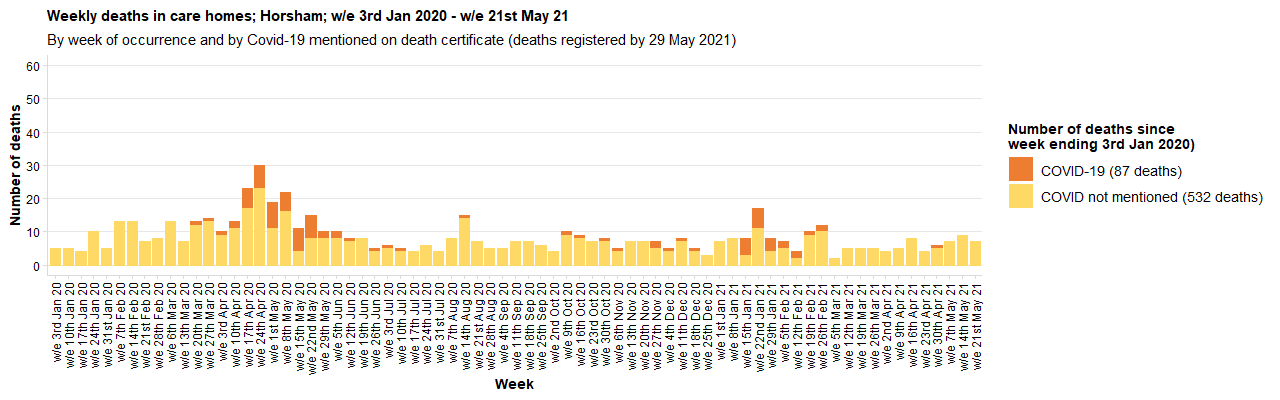 Weekly deaths in care homes; Horsham; w/e 3rd Jan 2020 - w/e 21st May 21
By week of occurrence and by Covid-19 mentioned on death certificate (deaths registered by 29 May 2021)
Number of deaths
60
50
40
30
20
10
0
w/e 3rd Jan 20
w/e 10th Jan 20
w/e 17th Jan 20
w/e 24th Jan 20
w/e 31st Jan 20
w/e 7th Feb 20
w/e 14th Feb 20
w/e 21st Feb 20
w/e 28th Feb 20
w/e 6th Mar 20
w/e 13th Mar 20
w/e 20th Mar 20
w/e 27th Mar 20
w/e 3rd Apr 20
w/e 10th Apr 20
w/e 17th Apr 20
w/e 24th Apr 20
w/e 1st May 20
w/e 8th May 20
w/e 15th May 20
w/e 22nd May 20
w/e 29th May 20
w/e 5th Jun 20
w/e 12th Jun 20
w/e 19th Jun 20
w/e 26th Jun 20
w/e 3rd Jul 20
w/e 10th Jul 20
w/e 17th Jul 20
w/e 24th Jul 20
w/e 31st Jul 20
w/e 7th Aug 20
w/e 14th Aug 20
w/e 21st Aug 20
w/e 28th Aug 20
w/e 4th Sep 20
w/e 11th Sep 20
w/e 18th Sep 20
w/e 25th Sep 20
w/e 2nd Oct 20
w/e 9th Oct 20
w/e 16th Oct 20
w/e 23rd Oct 20
w/e 30th Oct 20
w/e 6th Nov 20
w/e 13th Nov 20
w/e 20th Nov 20
w/e 27th Nov 20
w/e 4th Dec 20
w/e 11th Dec 20
w/e 18th Dec 20
w/e 25th Dec 20
w/e 1st Jan 21
w/e 8th Jan 21
w/e 15th Jan 21
w/e 22nd Jan 21
w/e 29th Jan 21
w/e 5th Feb 21
w/e 12th Feb 21
w/e 19th Feb 21
w/e 26th Feb 21
w/e 5th Mar 21
w/e 12th Mar 21
w/e 19th Mar 21
w/e 26th Mar 21
w/e 2nd Apr 21
w/e 9th Apr 21
w/e 16th Apr 21
w/e 23rd Apr 21
w/e 30th Apr 21
w/e 7th May 21
w/e 14th May 21
w/e 21st May 21
Week
Number of deaths since
week ending 3rd Jan 2020)
COVID-19 (87 deaths)
COVID not mentioned (532 deaths)